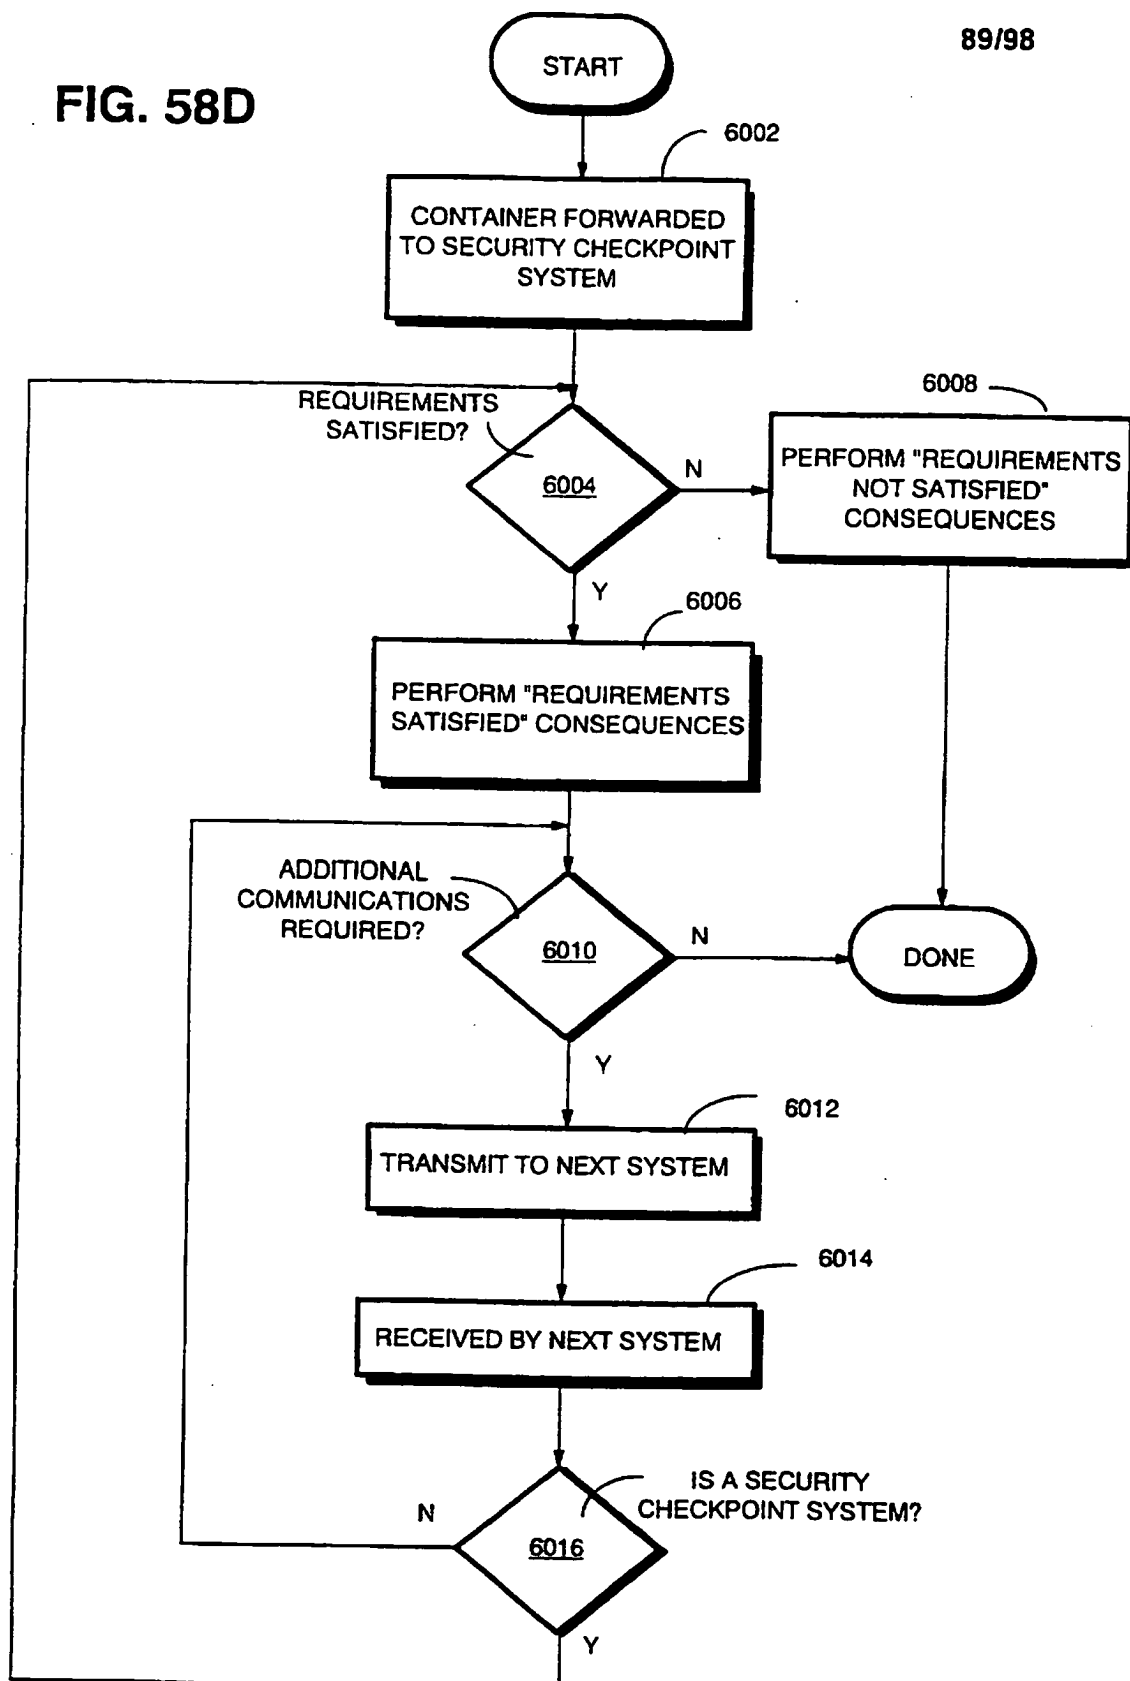 89/98
FIG. 58D
START
6002
CONTAINER FORWARDED
TO SECURITY CHECKPOINT
SYSTEM
REQUIREMENTS
SATISFIED?
6004
N
Y
6008
PERFORM "REQUIREMENTS
NOT SATISFIED"
CONSEQUENCES
6006
PERFORM "REQUIREMENTS
SATISFIED" CONSEQUENCES
ADDITIONAL
COMMUNICATIONS
REQUIRED?
6010
N
DONE
Y
6012
TRANSMIT TO NEXT SYSTEM
6014
RECEIVED BY NEXT SYSTEM
IS A SECURITY
CHECKPOINT SYSTEM?
N
6016
Y